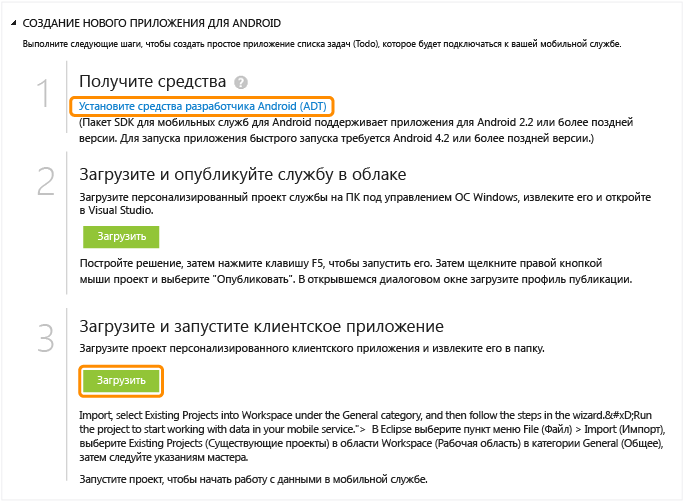 СОЗДАНИЕ НОВОГО ПРИЛОЖЕНИЯ ДЛЯ ANDROID
Выполните следующие шаги, чтобы создать простое приложение списка задач (Todo), которое будет подключаться к вашей мобильной службе.
1
Получите средства ?
Установите средства разработчика Android (ADT)
(Пакет SDK для мобильных служб для Android поддерживает приложения для Android 2.2 или более поздней
версии. Для запуска приложения быстрого запуска требуется Android 4.2 или более поздней версии.)
2
Загрузите и опубликуйте службу в облаке
Загрузите персонализированный проект службы на ПК под управлением ОС Windows, извлеките его и откройте
в Visual Studio.
Загрузить
Постройте решение, затем нажмите клавишу F5, чтобы запустить его. Затем щелкните правой кнопкой
мыши проект и выберите "Опубликовать". В открывшемся диалоговом окне загрузите профиль публикации.
3
Загрузите и запустите клиентское приложение
Загрузите проект персонализированного клиентского приложения и извлеките его в папку.
Загрузить
Import, select Existing Projects into Workspace under the General category, and then follow the steps in the wizard.&#xD;Run
the project to start working with data in your mobile service."> В Eclipse выберите пункт меню File (Файл) > Import (Импорт),
выберите Existing Projects (Существующие проекты) в области Workspace (Рабочая область) в категории General (Общее),
затем следуйте указаниям мастера.
Запустите проект, чтобы начать работу с данными в мобильной службе.